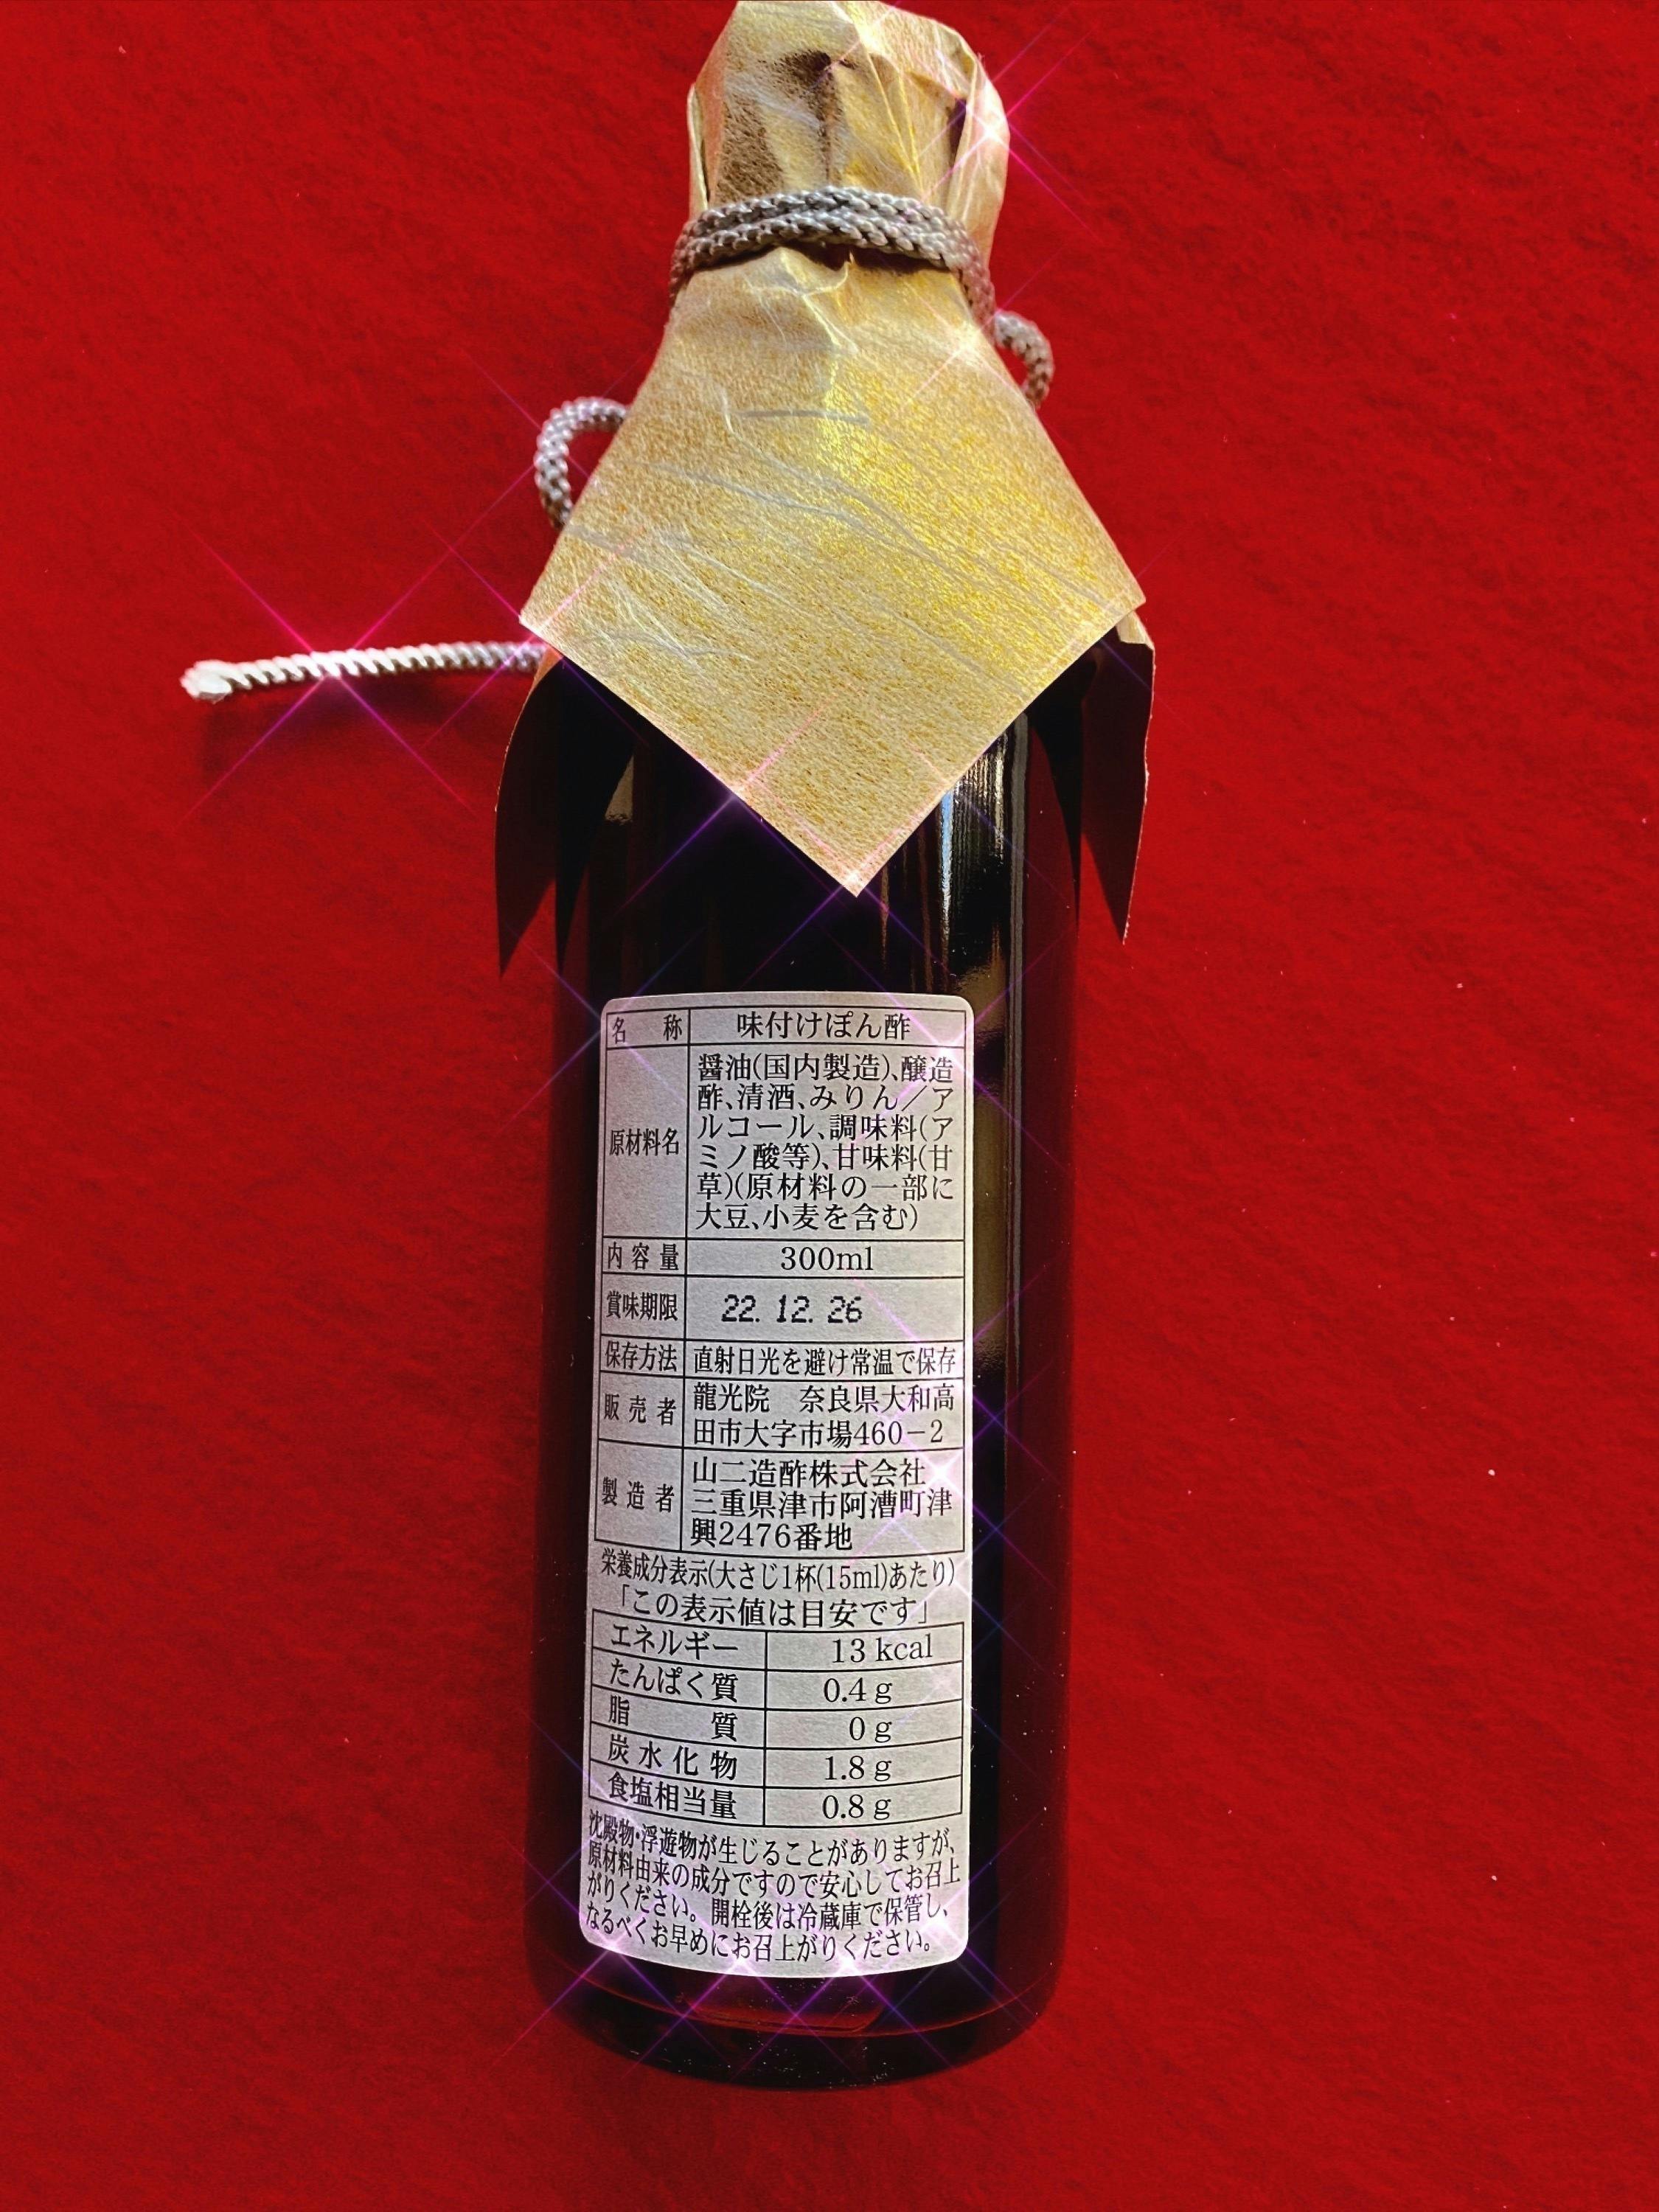 名称 味付けぽん酢
原材料名 醤油(国内製造)、醸造
酢、清酒、みりん／ア
ルコール、調味料(ア
ミノ酸等)、甘味料(甘
草)(原材料の一部に
大豆、小麦を含む)
内容量 300ml
賞味期限 22. 12. 26
保存方法 直射日光を避け常温で保存
販売者 龍光院　奈良県大和高
田市大字市場460－2
製造者 山二造酢株式会社
三重県津市阿漕町津
興2476番地
栄養成分表示(大さじ1杯(15ml)あたり)
「この表示値は目安です」
エネルギー 13 kcal
たんぱく質 0.4 g
脂質 0 g
炭水化物 1.8 g
食塩相当量 0.8 g
沈殿物・浮遊物が生じることがありますが、
原材料由来の成分ですので安心してお召上
がりください。開栓後は冷蔵庫で保管し、
なるべくお早めにお召上がりください。